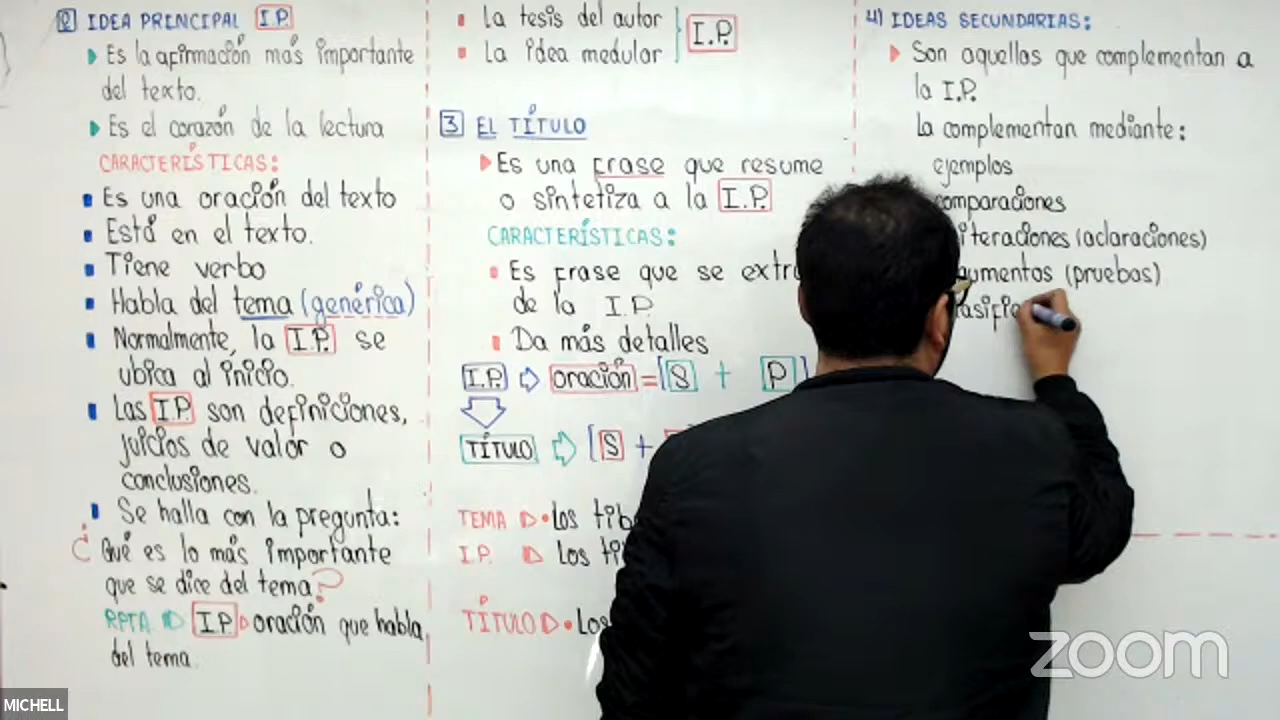 2 IDEA PRINCIPAL I.P.
Es la afirmación más importante
del texto.
Es el corazón de la lectura
CARACTERÍSTICAS:
Es una oración del texto
Está en el texto.
Tiene verbo
Habla del tema (genérica)
Normalmente, la I.P. se
ubica al inicio.
Las I.P. son definiciones,
juicios de valor o
conclusiones.
Se halla con la pregunta:
¿Qué es lo más importante
que se dice del tema?
RPTA I.P. oración que habla
del tema.
La tesis del autor
La idea medular
I.P.
3 EL TÍTULO
Es una frase que resume
o sintetiza a la I.P.
CARACTERÍSTICAS:
Es frase que se
de la I.P.
Da más detalles
I.P. ⇨ oración = [S + P]
TÍTULO ⇨ [S +
TEMA Los
I.P. Los
TÍTULO Los
4) IDEAS SECUNDARIAS:
Son aquellas que complementan a
la I.P.
La complementan mediante:
ejemplos
comparaciones
iteraciones (aclaraciones)
(pruebas)
zoom
MICHELL